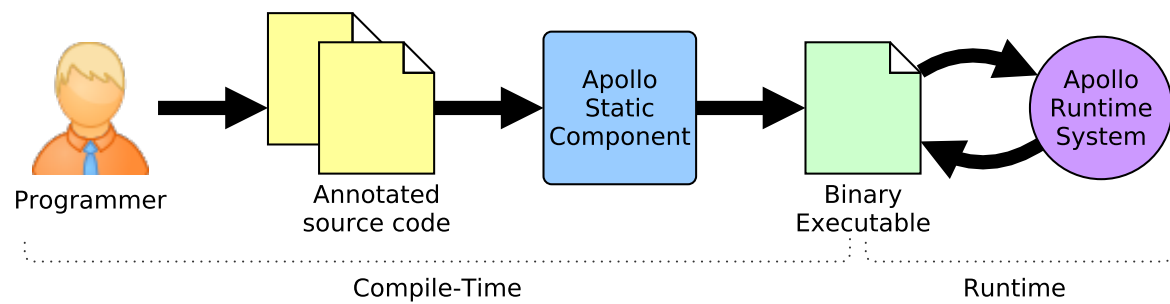 Programmer
Annotated
source code
Apollo
Static
Component
Binary
Executable
Apollo
Runtime
System
Compile-Time
Runtime